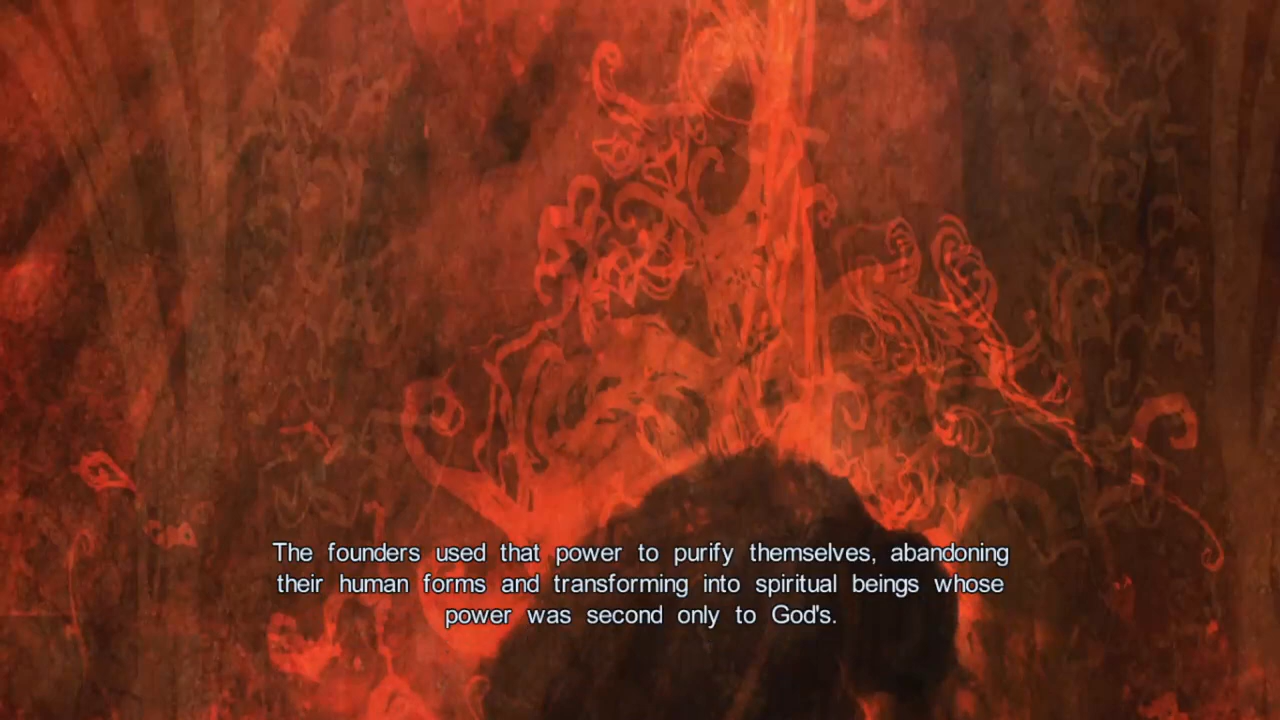 The founders used that power to purify themselves, abandoning
their human forms and transforming into spiritual beings whose
power was second only to God's.